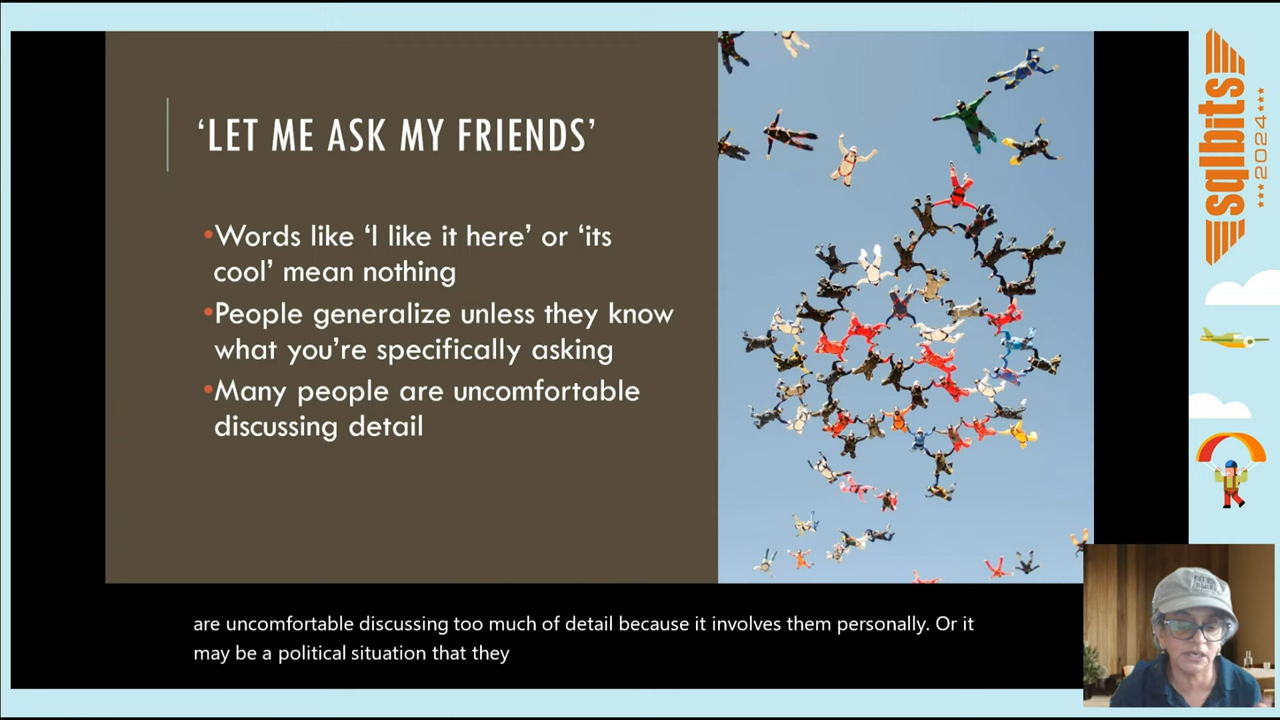 ‘LET ME ASK MY FRIENDS’
•Words like ‘I like it here’ or ‘its
cool’ mean nothing
•People generalize unless they know
what you’re specifically asking
•Many people are uncomfortable
discussing detail
are uncomfortable discussing too much of detail because it involves them personally. Or it
may be a political situation that they
sqlbits
***2024***